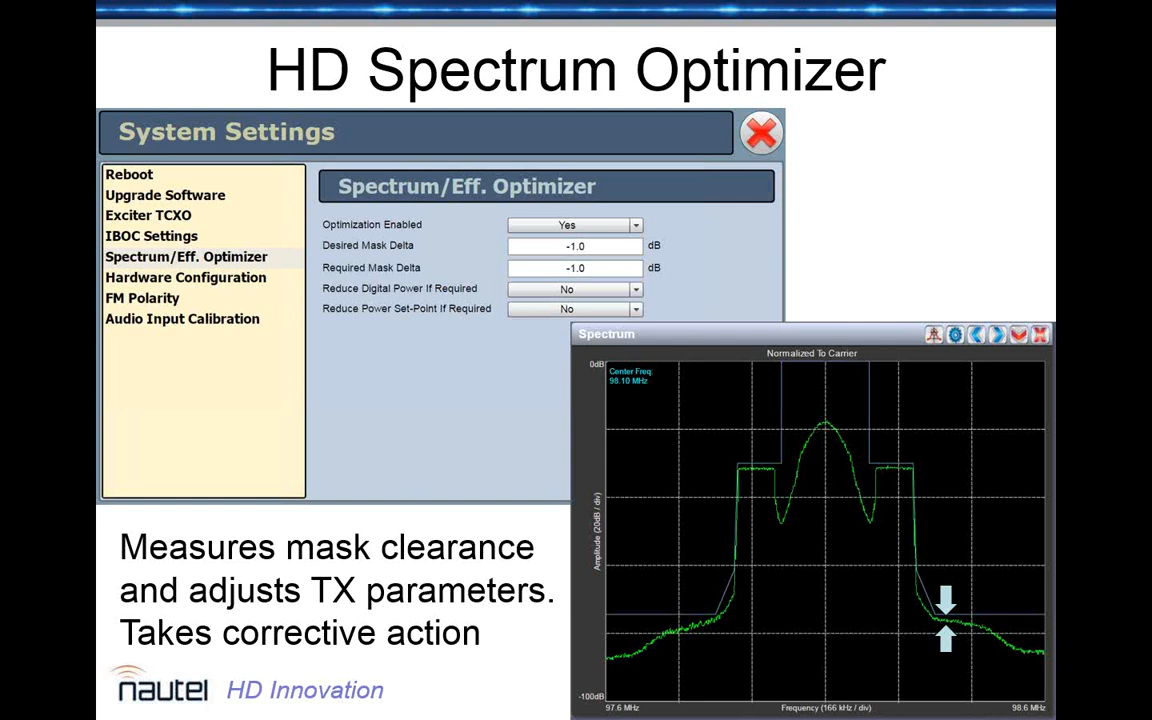 HD Spectrum Optimizer
System Settings
Reboot
Upgrade Software
Exciter TCXO
IBOC Settings
Spectrum/Eff. Optimizer
Hardware Configuration
FM Polarity
Audio Input Calibration
Spectrum/Eff. Optimizer
Optimization Enabled Yes
Desired Mask Delta -1.0 dB
Required Mask Delta -1.0 dB
Reduce Digital Power If Required No
Reduce Power Set-Point If Required No
Spectrum
Normalized To Carrier
0dB
Center Freq:
98.10 MHz
Amplitude (20dB / div)
-100dB
97.6 MHz Frequency (166 kHz / div) 98.6 MHz
Measures mask clearance
and adjusts TX parameters.
Takes corrective action
nautel HD Innovation